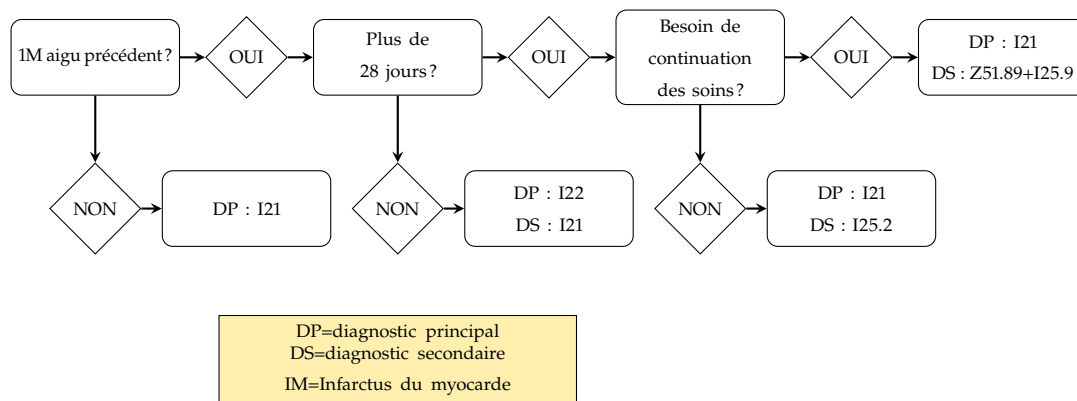 1M aigu précédent ?
OUI
Plus de
28 jours ?
OUI
Besoin de
continuation
des soins ?
OUI
DP : I21
DS : Z51.89+I25.9
NON
DP : I21
NON
DP : I22
DS : I21
NON
DP : I21
DS : I25.2
DP=diagnostic principal
DS=diagnostic secondaire
IM=Infarctus du myocarde